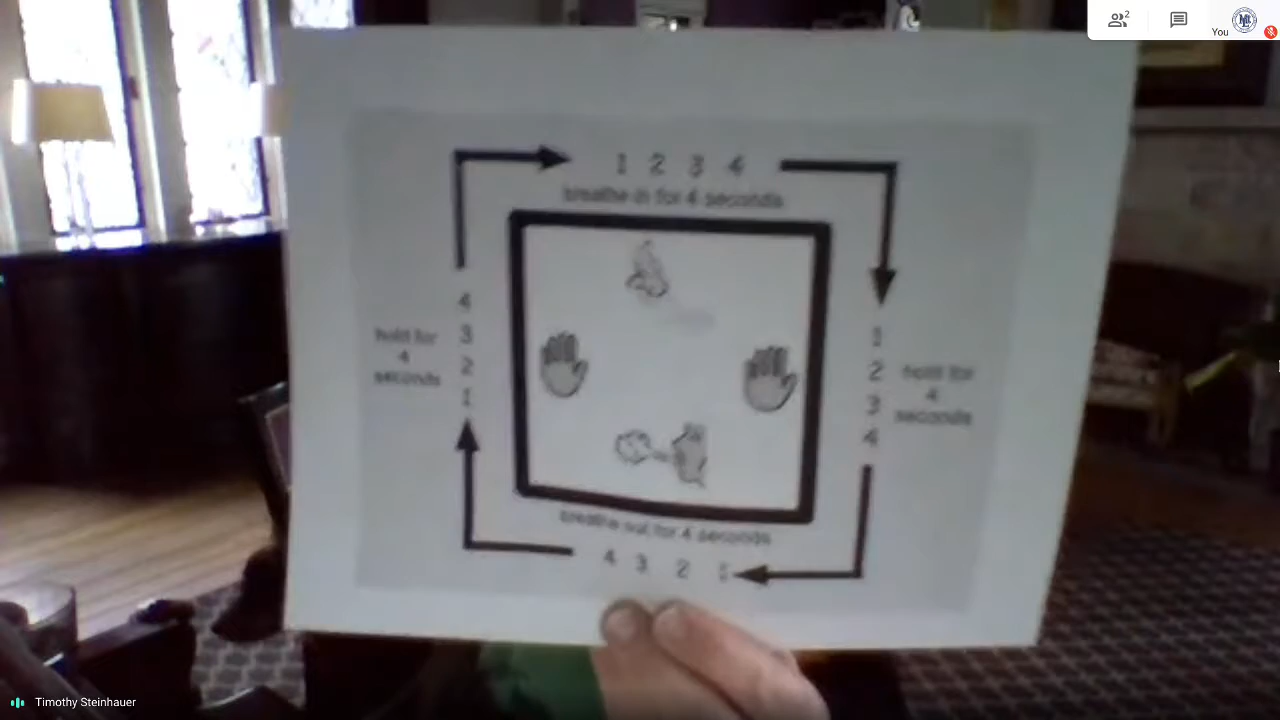 2
You
1 2 3 4
breathe in for 4 seconds
4
3
2
1
hold for
4
seconds
1
2
3
4
hold for
4
seconds
breathe out for 4 seconds
4 3 2 1
Timothy Steinhauer